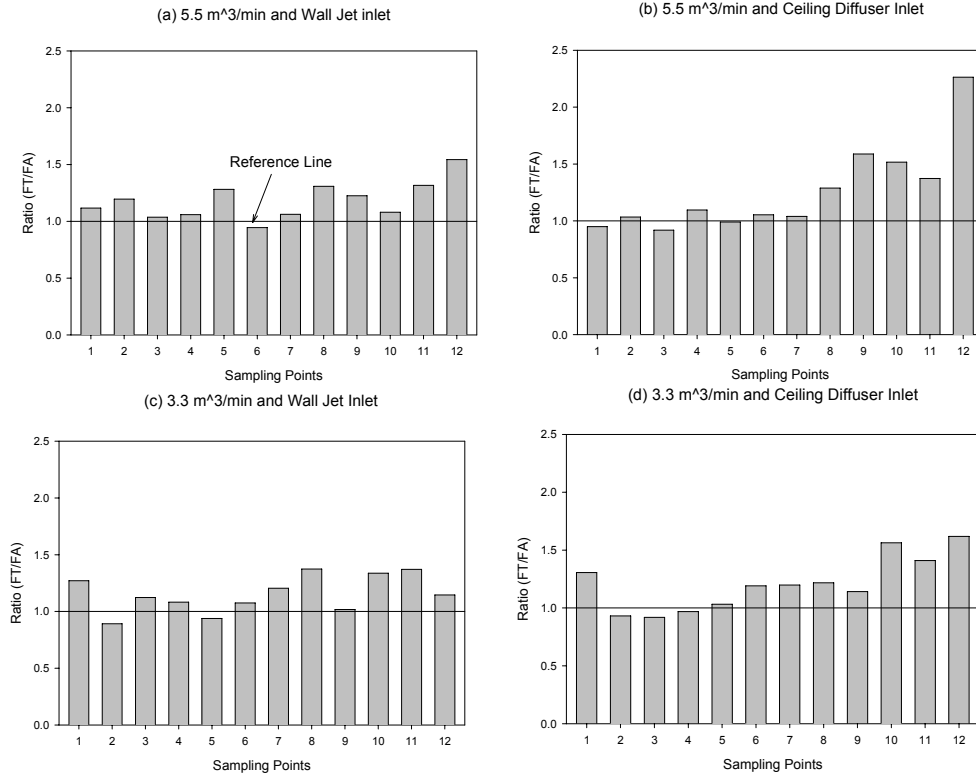 (a) 5.5 m^3/min and Wall Jet inlet
2.5
2.0
1.5
1.0
0.5
0.0
Ratio (FT/FA)
Reference Line
1 2 3 4 5 6 7 8 9 10 11 12
Sampling Points
(b) 5.5 m^3/min and Ceiling Diffuser Inlet
2.5
2.0
1.5
1.0
0.5
0.0
Ratio (FT/FA)
1 2 3 4 5 6 7 8 9 10 11 12
Sampling Points
(c) 3.3 m^3/min and Wall Jet Inlet
2.5
2.0
1.5
1.0
0.5
0.0
Ratio (FT/FA)
1 2 3 4 5 6 7 8 9 10 11 12
Sampling Points
(d) 3.3 m^3/min and Ceiling Diffuser Inlet
2.5
2.0
1.5
1.0
0.5
0.0
Ratio (FT/FA)
1 2 3 4 5 6 7 8 9 10 11 12
Sampling Points